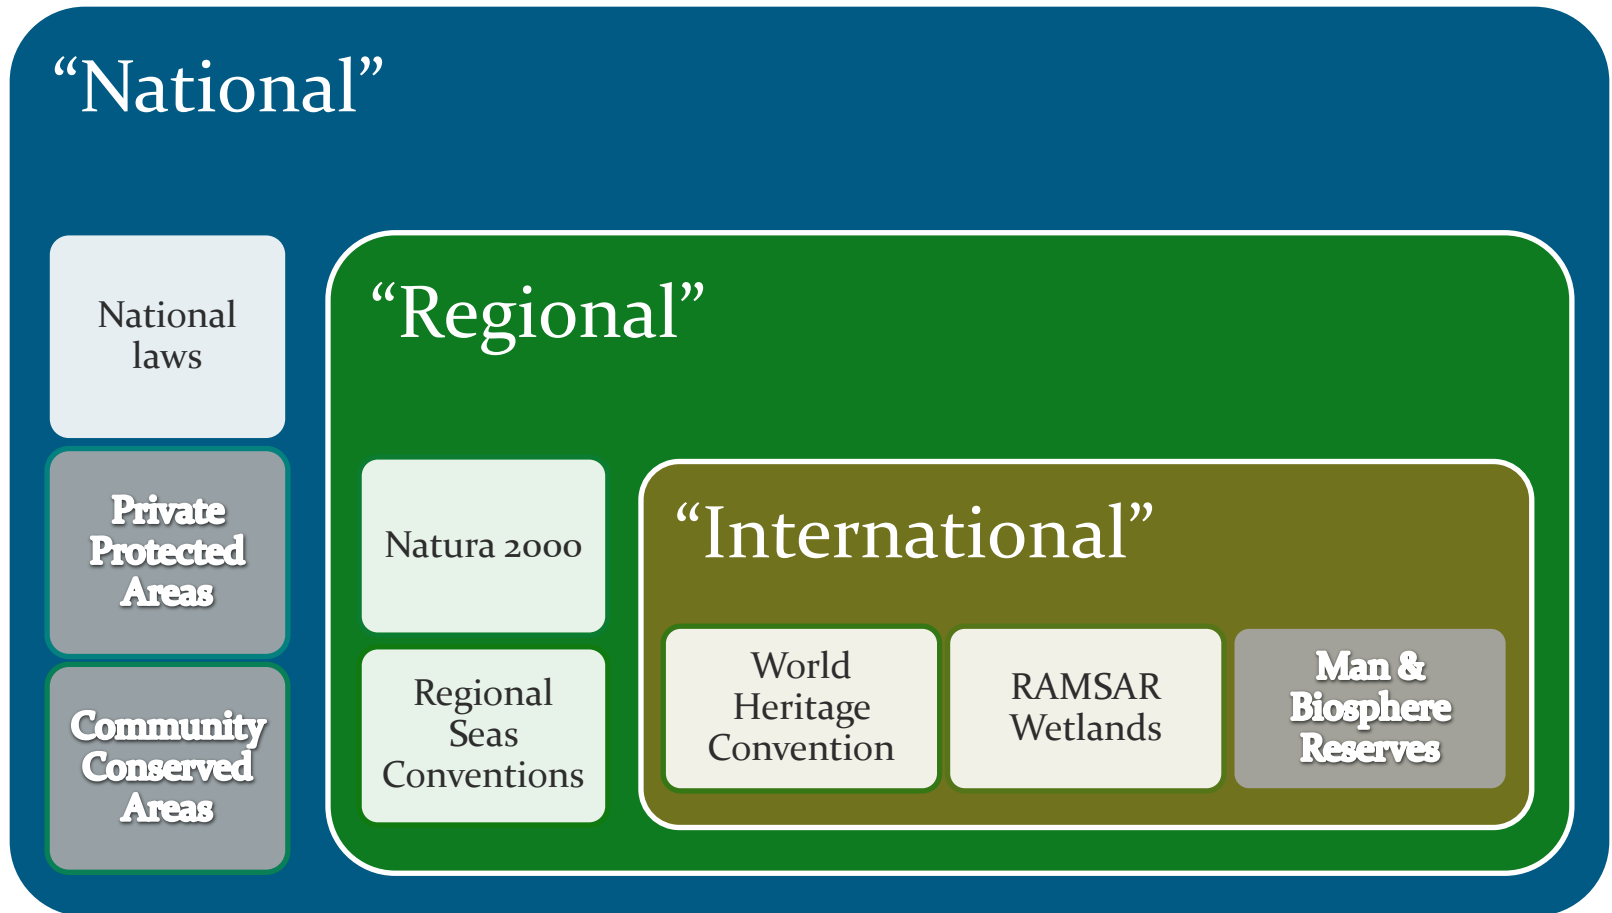 “National”
National
laws
Private
Protected
Areas
Community
Conserved
Areas
“Regional”
Natura 2000
Regional
Seas
Conventions
“International”
World
Heritage
Convention
RAMSAR
Wetlands
Man &
Biosphere
Reserves